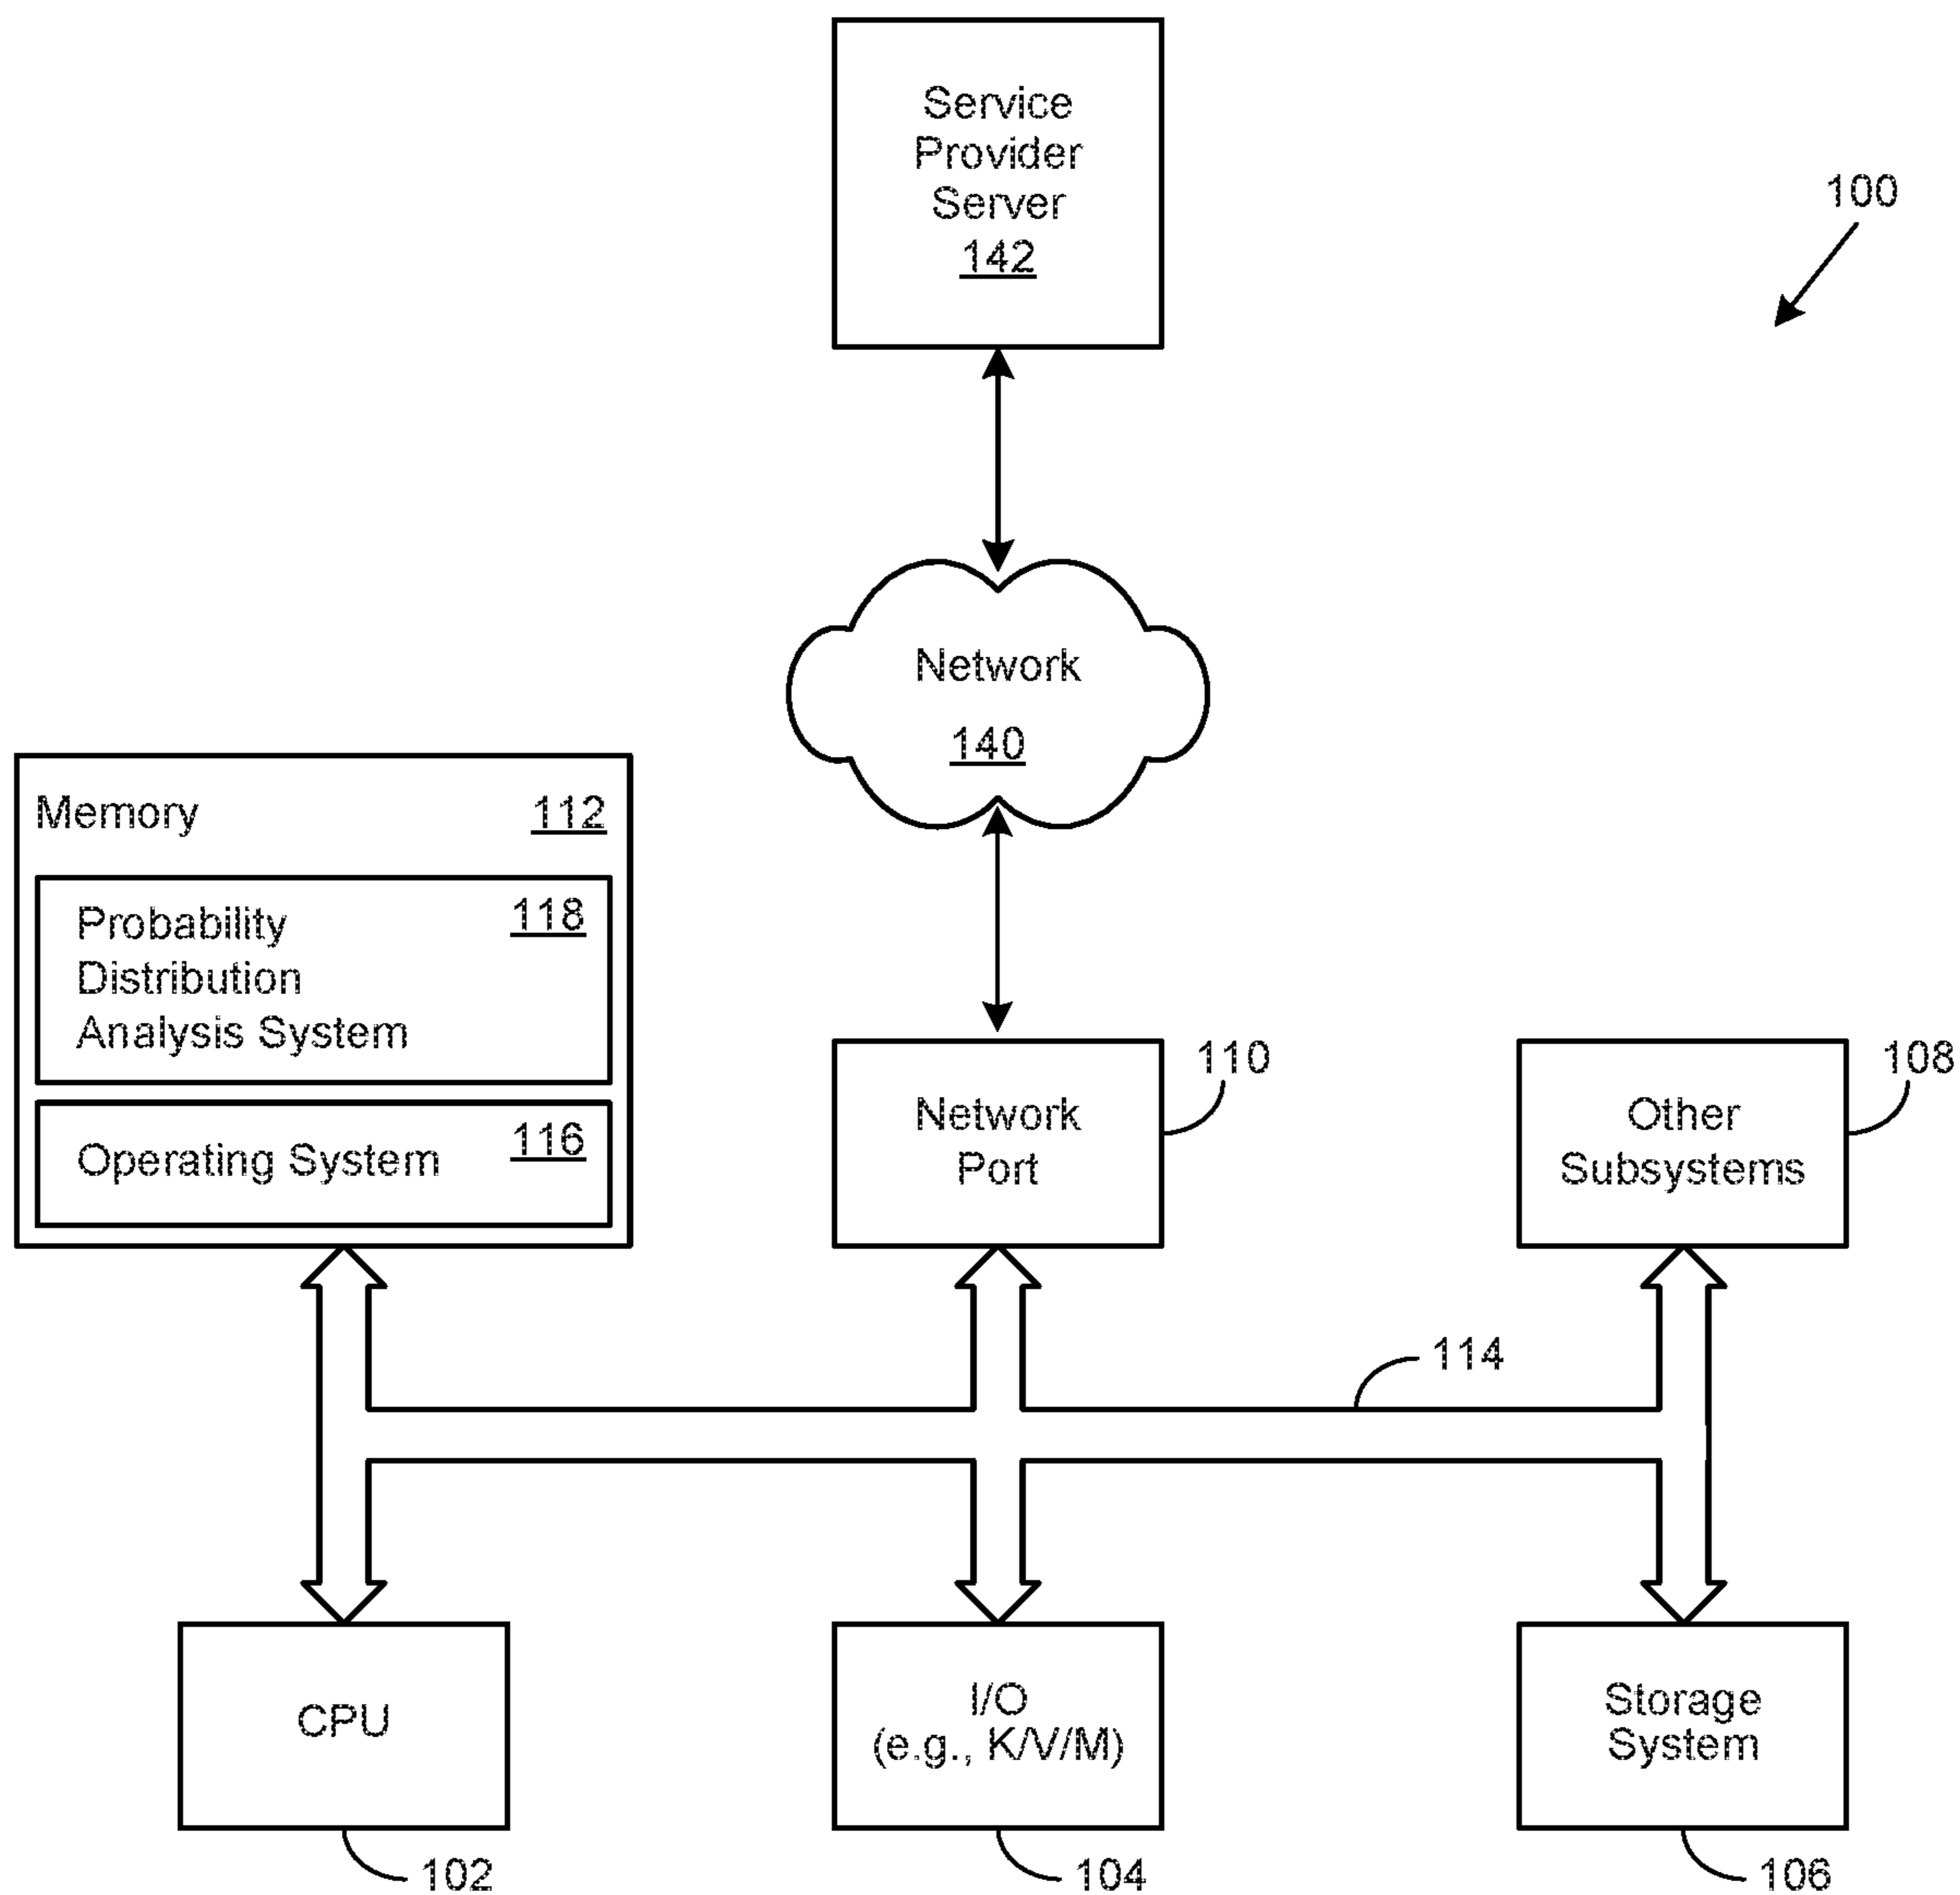 Service
Provider
Server
142
100
Network
140
Memory 112
Probability 118
Distribution
Analysis System
Operating System 116
Network
Port
110
Other
Subsystems
108
114
CPU
102
I/O
(e.g., K/V/M)
104
Storage
System
106